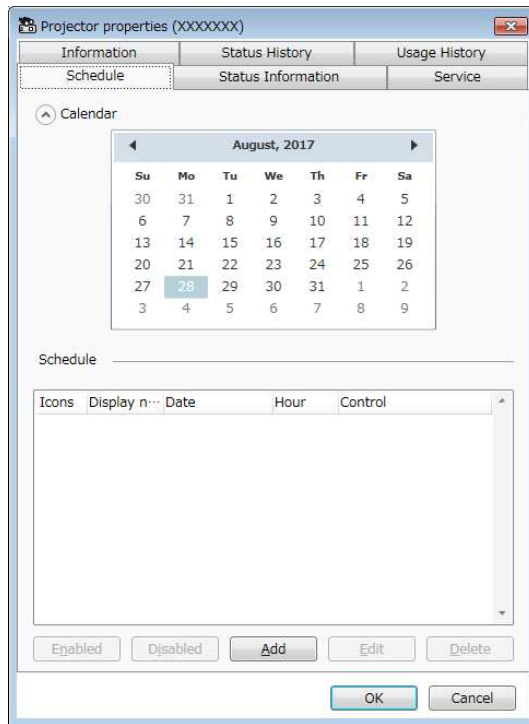 Projector properties (XXXXXXX)
Information Status History Usage History
Schedule Status Information Service
Calendar
August, 2017
Su Mo Tu We Th Fr Sa
30 31 1 2 3 4 5
6 7 8 9 10 11 12
13 14 15 16 17 18 19
20 21 22 23 24 25 26
27 28 29 30 31 1 2
3 4 5 6 7 8 9
Schedule
Icons Display n··· Date Hour Control
Enabled Disabled Add Edit Delete
OK Cancel